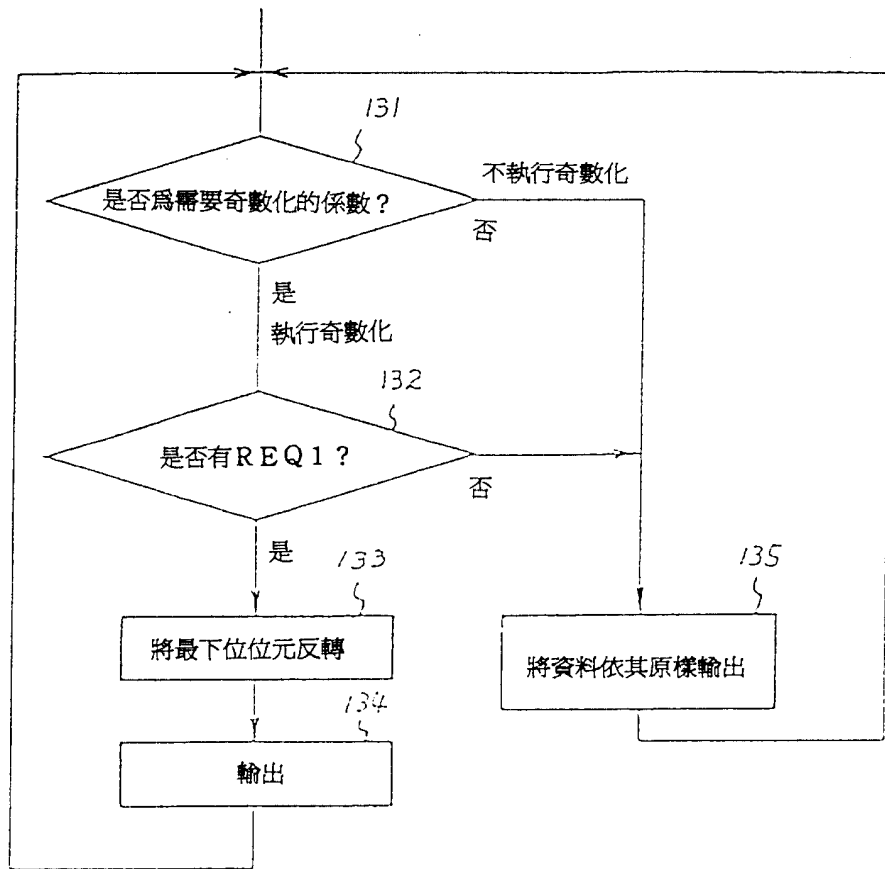 131
是否爲需要奇數化的係數？
不執行奇數化
否
是
執行奇數化
132
是否有ＲＥＱ１？
否
是
133
將最下位位元反轉
134
輸出
135
將資料依其原樣輸出